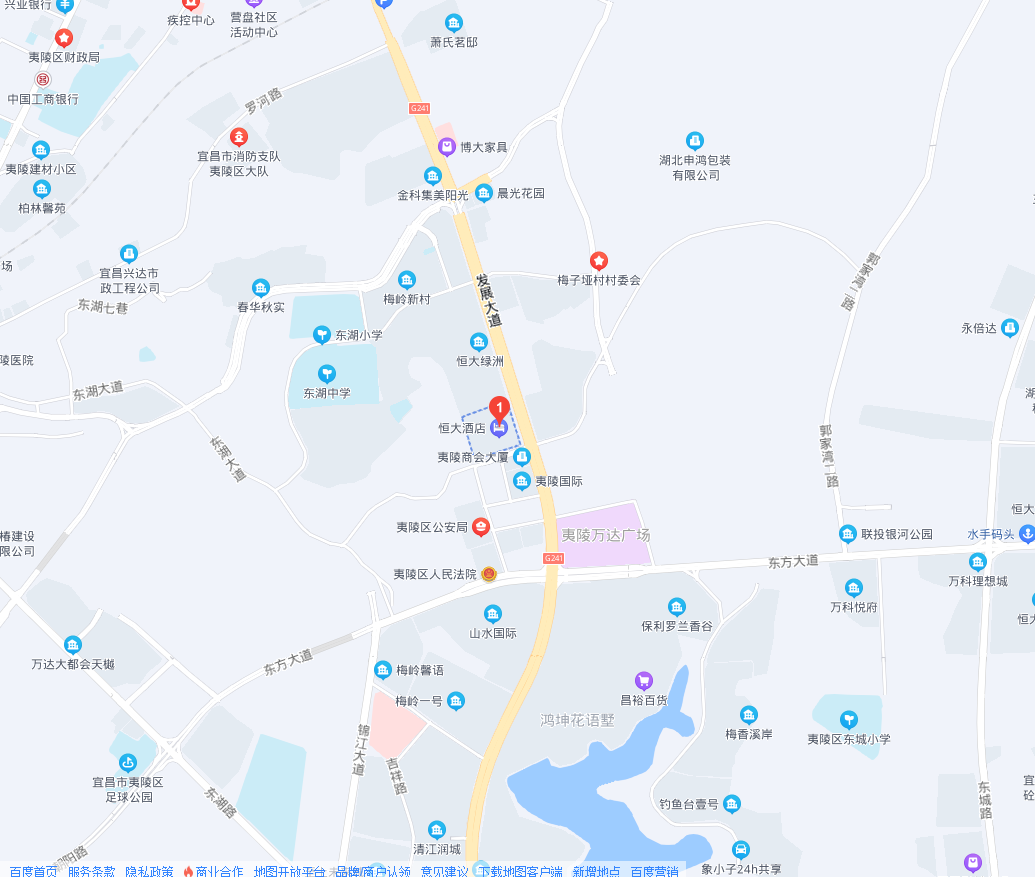 兴业银行
疾控中心
营盘社区
活动中心
萧氏茗邸
夷陵区财政局
中国工商银行
罗河路
G241
博大家具
宜昌市消防支队
夷陵区大队
湖北申鸿包装
有限公司
夷陵建材小区
金科集美阳光
晨光花园
柏林馨苑
场
宜昌兴达市
政工程公司
梅子垭村村委会
郭家湾二路
东湖七巷
春华秋实
梅岭新村
发展大道
永倍达
东湖小学
陵医院
恒大绿洲
东湖大道
东湖中学
湖
1
恒大酒店
东湖大道
夷陵商会大厦
郭家湾二路
夷陵国际
恒大
夷陵区公安局
夷陵万达广场
联投银河公园
水手码头
椿建设
限公司
G241
东方大道
夷陵区人民法院
万科理想城
万科悦府
保利罗兰香谷
山水国际
恒大
万达大都会天樾
东方大道
梅岭馨语
昌裕百货
梅岭一号
鸿坤花语墅
梅香溪岸
夷陵区东城小学
锦江大道
吉祥路
宜昌市夷陵区
足球公园
东湖路
东城路
宜
砼
钓鱼台壹号
清江润城
阳路
象小子24h共享
百度首页 服务条款 隐私政策 商业合作 地图开放平台 品牌/商户认领 意见建议 下载地图客户端 新增地点 百度营销